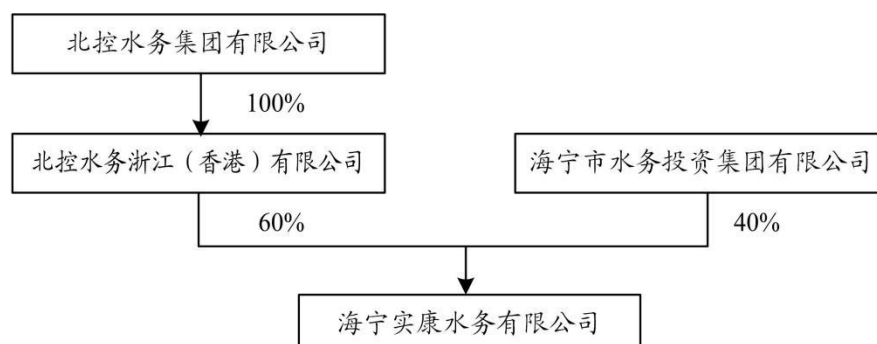 北控水务集团有限公司
100%
北控水务浙江（香港）有限公司
海宁市水务投资集团有限公司
60%
40%
海宁实康水务有限公司